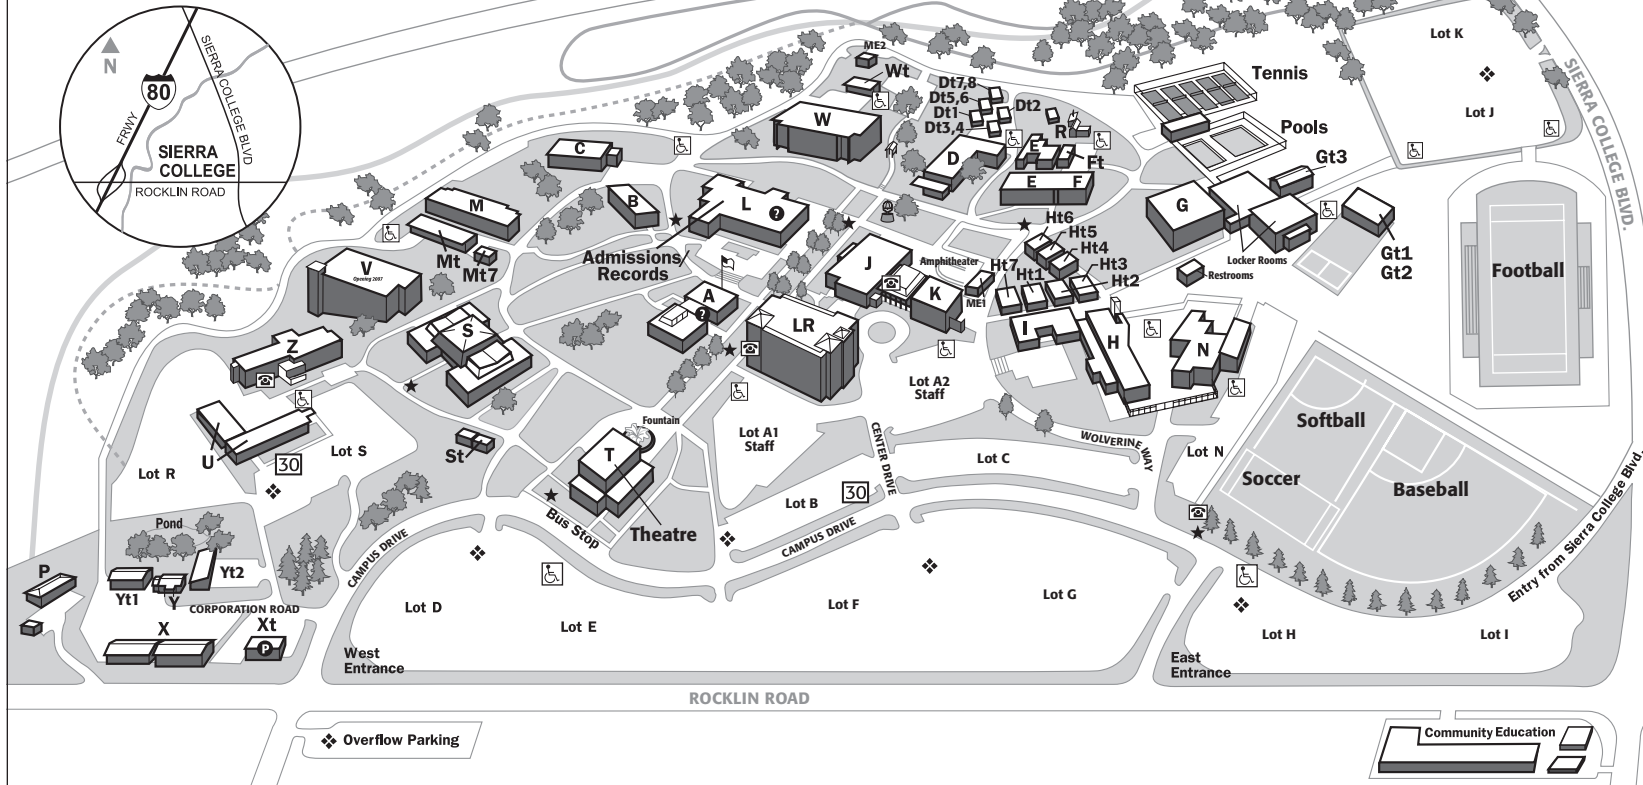 N
80
FRWY
SIERRA COLLEGE BLVD
SIERRA
COLLEGE
ROCKLIN ROAD
ME2
Wt
W
C
Dt7,8
Dt5,6
Dt1
Dt3,4
Dt2
R
E
Ft
D
E F
Tennis
Pools
Gt3
Lot K
Lot J
SIERRA COLLEGE BLVD.
G
Locker Rooms
Gt1
Gt2
Restrooms
Football
M
Mt
Mt7
B
L
?
Admissions
Records
V
Opening 2007
A
?
J
Amphitheater
K
ME1
Ht6
Ht5
Ht4
Ht3
Ht2
Ht7
Ht1
I
H
N
LR
S
Z
U
30
Lot S
Lot R
St
Fountain
T
Theatre
Bus Stop
Lot A1
Staff
Lot A2
Staff
CENTER DRIVE
WOLVERINE WAY
Lot C
Lot B
30
CAMPUS DRIVE
Lot N
Softball
Soccer
Baseball
Entry from Sierra College Blvd.
Pond
P
Yt1
Y
Yt2
CORPORATION ROAD
X
Xt
P
CAMPUS DRIVE
Lot D
Lot E
Lot F
Lot G
Lot H
Lot I
West
Entrance
East
Entrance
ROCKLIN ROAD
Overflow Parking
Community Education